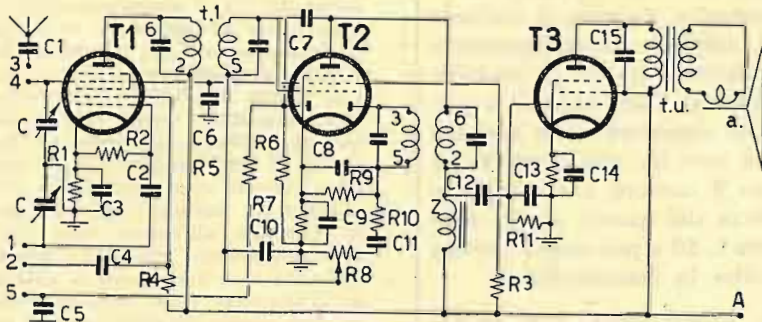 T1 t.1 C7 T2 T3 C15
C1 6
3
4 2 5 t.u. a.
C C6 3 6
R1 R2 R5 R6 C8 5 2 C14
C C2 R7 R9 C12 C13
C3 C9 Z
1 C10 R10 R11
2 C4 C11
R4 R8 R3
5 A
C5